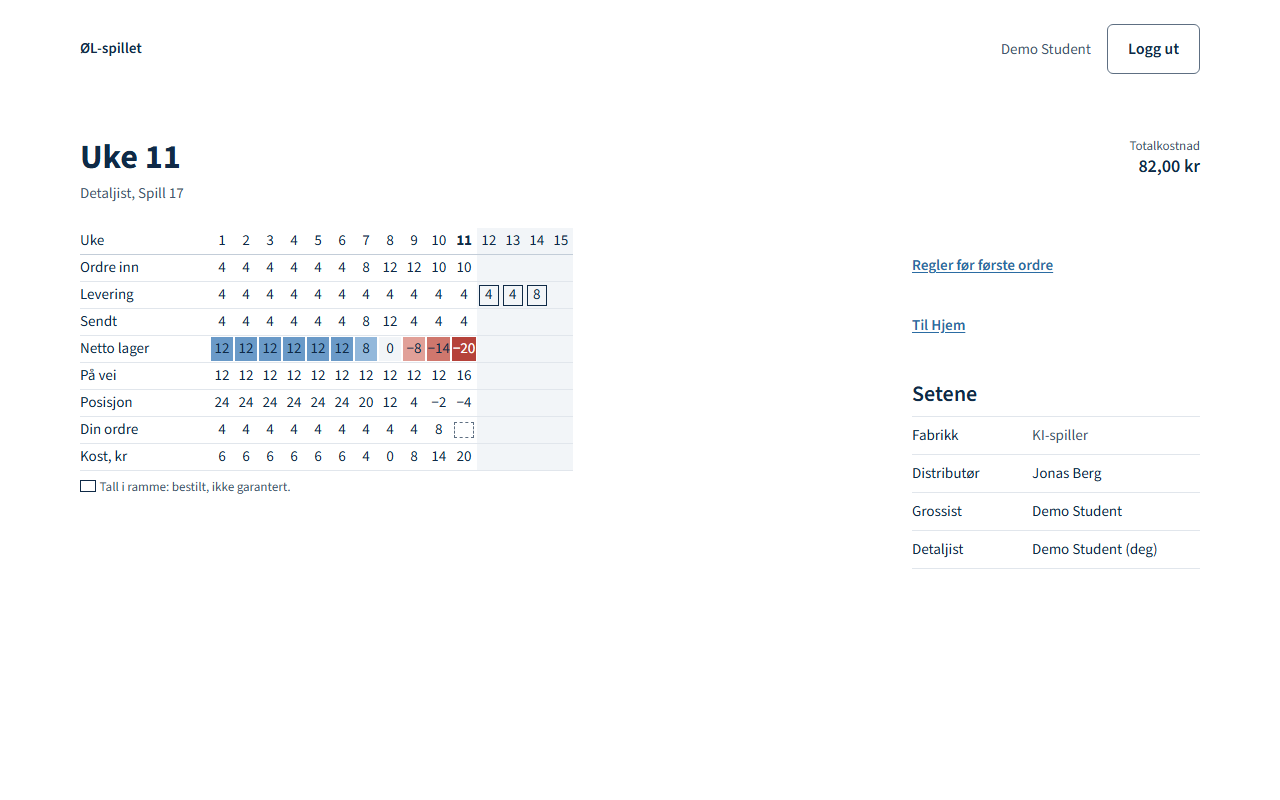 ØL-spillet
Demo Student
Logg ut
Uke 11
Detaljist, Spill 17
Totalkostnad
82,00 kr
Uke 1 2 3 4 5 6 7 8 9 10 11 12 13 14 15
Ordre inn 4 4 4 4 4 4 8 12 12 10 10
Levering 4 4 4 4 4 4 4 4 4 4 4 4 4 8
Sendt 4 4 4 4 4 4 8 12 4 4 4
Netto lager 12 12 12 12 12 12 8 0 −8 −14 −20
På vei 12 12 12 12 12 12 12 12 12 12 16
Posisjon 24 24 24 24 24 24 20 12 4 −2 −4
Din ordre 4 4 4 4 4 4 4 4 4 8
Kost, kr 6 6 6 6 6 6 4 0 8 14 20
Tall i ramme: bestilt, ikke garantert.
Regler før første ordre
Til Hjem
Setene
Fabrikk KI-spiller
Distributør Jonas Berg
Grossist Demo Student
Detaljist Demo Student (deg)